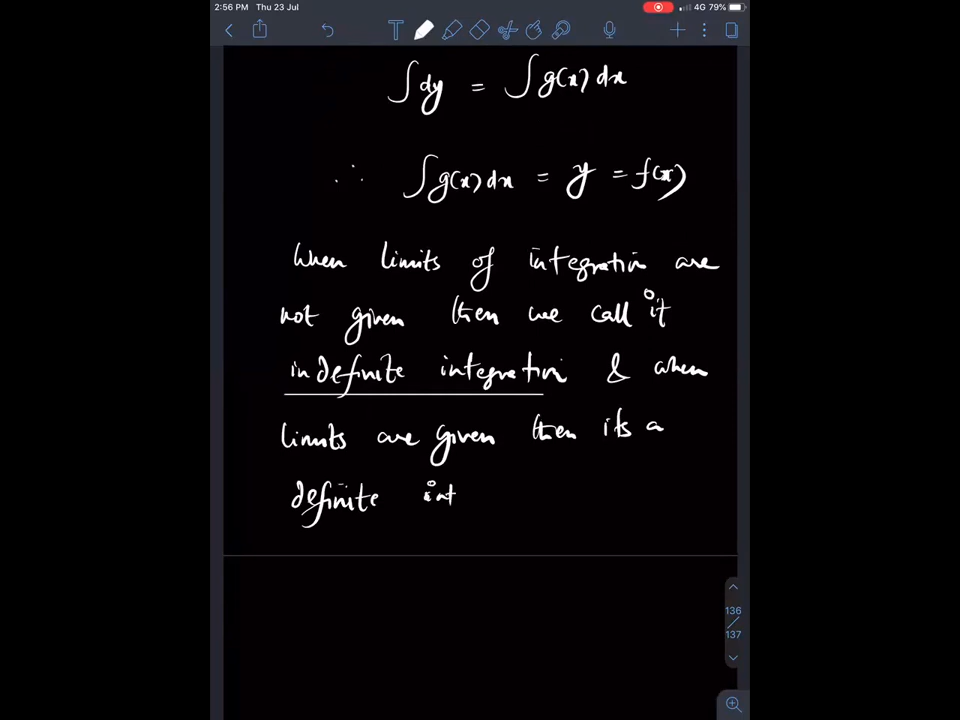 2:56 PM Thu 23 Jul 4G 79%
T
∫dy = ∫g(x) dx
∴ ∫g(x) dx = y = f(x)
When limits of integration are
not given then we call it
indefinite integration & when
limits are given then its a
definite int
136
/
137